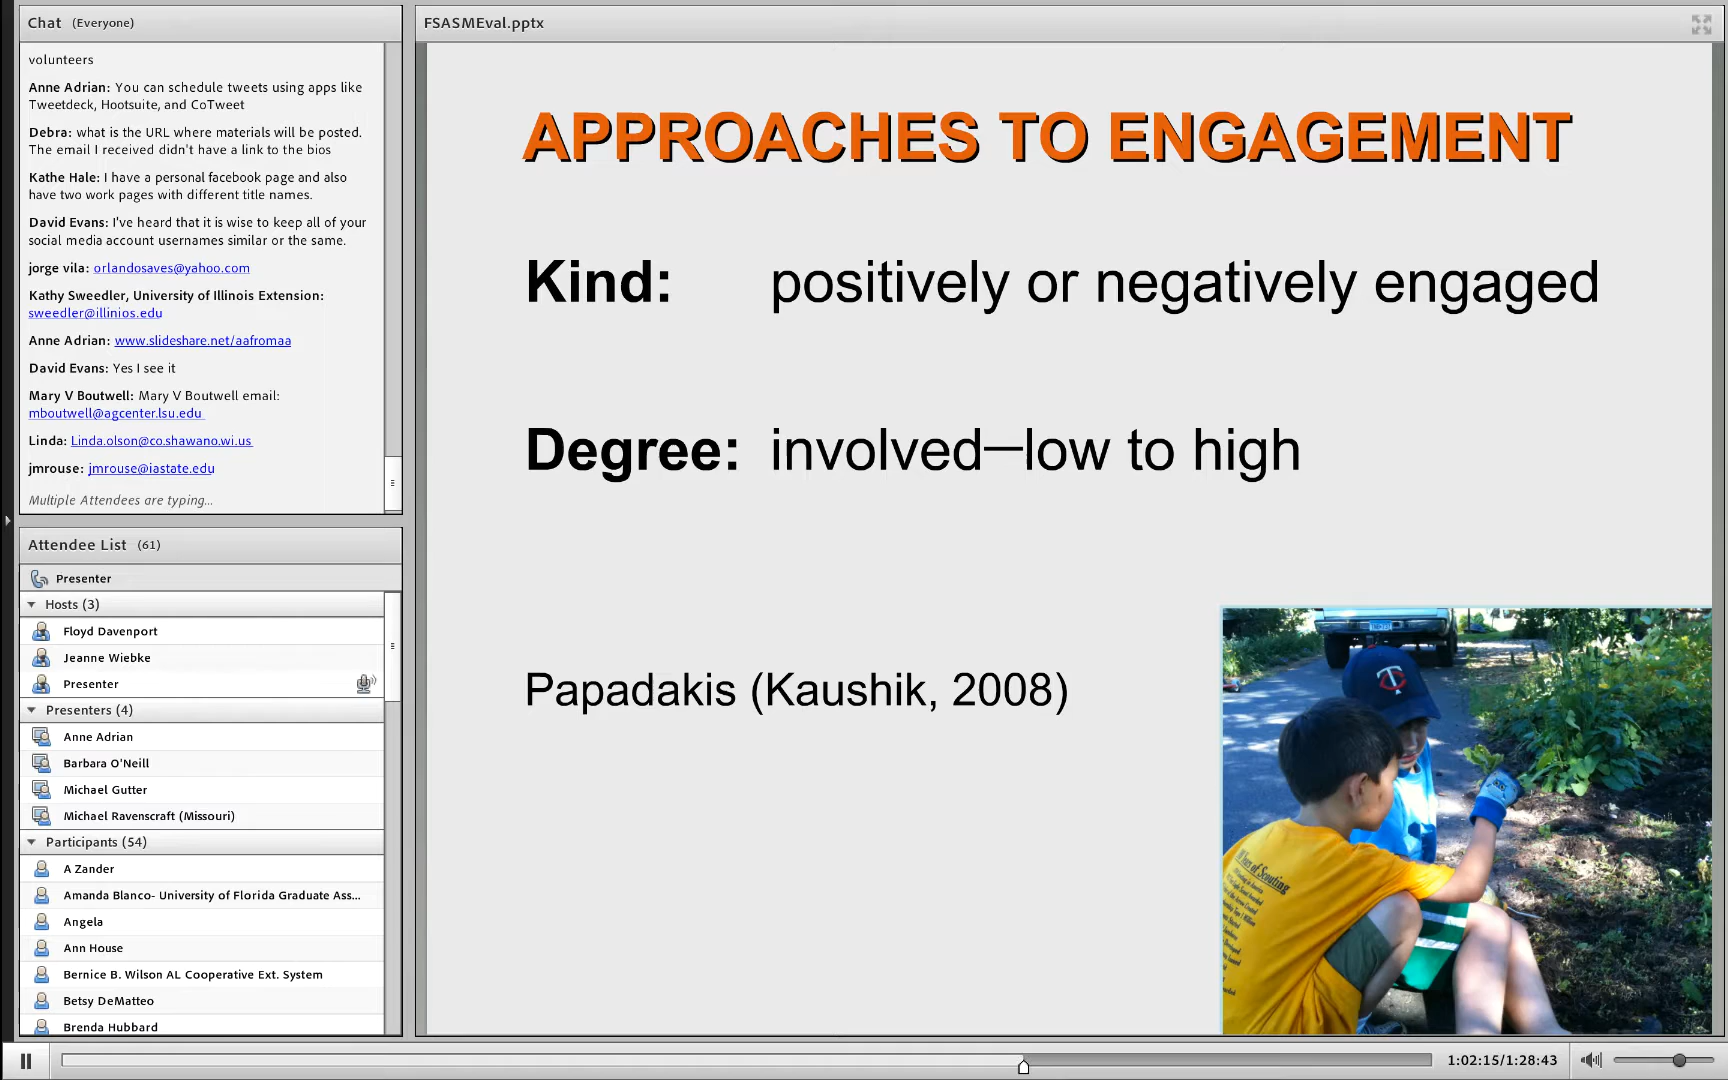 Chat (Everyone)
volunteers
Anne Adrian: You can schedule tweets using apps like
Tweetdeck, Hootsuite, and CoTweet
Debra: what is the URL where materials will be posted.
The email I received didn't have a link to the bios
Kathe Hale: I have a personal facebook page and also
have two work pages with different title names.
David Evans: I've heard that it is wise to keep all of your
social media account usernames similar or the same.
jorge vila: orlandosaves@yahoo.com
Kathy Sweedler, University of Illinois Extension:
sweedler@illinios.edu
Anne Adrian: www.slideshare.net/aafromaa
David Evans: Yes I see it
Mary V Boutwell: Mary V Boutwell email:
mboutwell@agcenter.lsu.edu
Linda: Linda.olson@co.shawano.wi.us
jmrouse: jmrouse@iastate.edu
Multiple Attendees are typing...
Attendee List (61)
Presenter
Hosts (3)
Floyd Davenport
Jeanne Wiebke
Presenter
Presenters (4)
Anne Adrian
Barbara O'Neill
Michael Gutter
Michael Ravenscraft (Missouri)
Participants (54)
A Zander
Amanda Blanco- University of Florida Graduate Ass...
Angela
Ann House
Bernice B. Wilson AL Cooperative Ext. System
Betsy DeMatteo
Brenda Hubbard
FSASMEval.pptx
APPROACHES TO ENGAGEMENT
Kind: positively or negatively engaged
Degree: involved—low to high
Papadakis (Kaushik, 2008)
TC
Years of Scouting
1:02:15/1:28:43